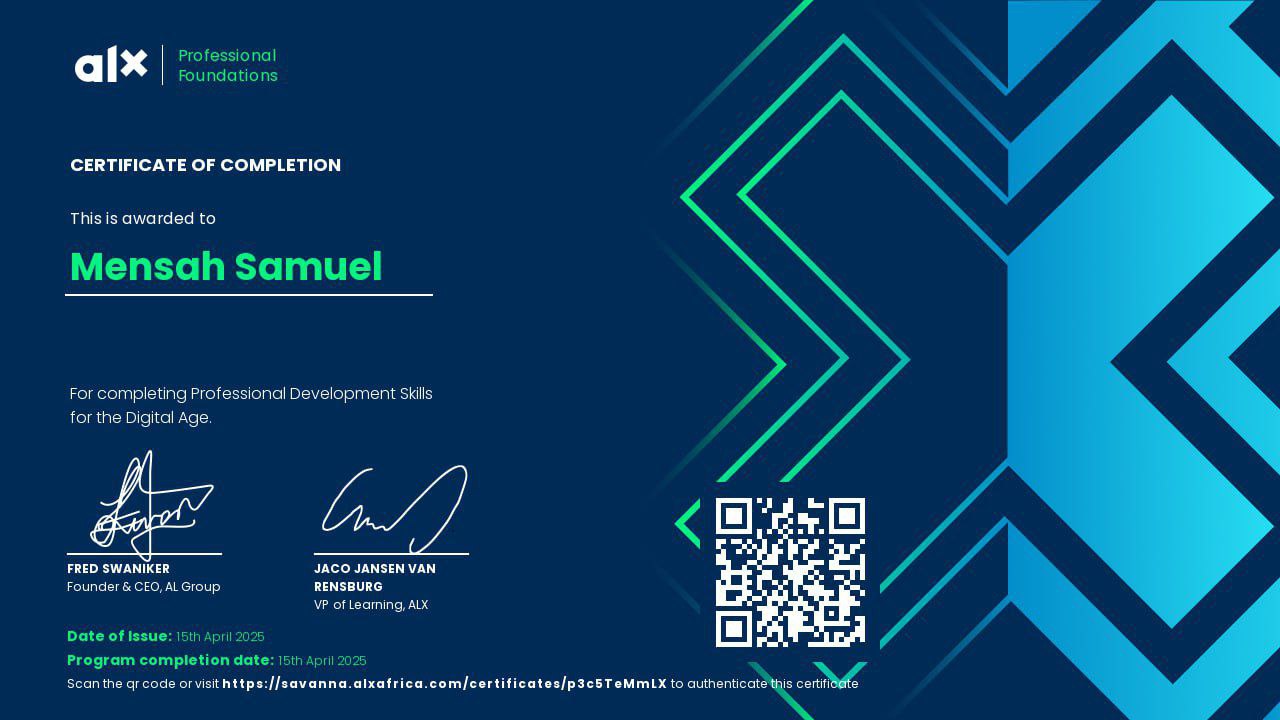 alx
Professional
Foundations
CERTIFICATE OF COMPLETION
This is awarded to
Mensah Samuel
For completing Professional Development Skills
for the Digital Age.
FRED SWANIKER
Founder & CEO, AL Group
JACO JANSEN VAN
RENSBURG
VP of Learning, ALX
Date of Issue: 15th April 2025
Program completion date: 15th April 2025
Scan the qr code or visit https://savanna.alxafrica.com/certificates/p3c5TeMmLX to authenticate this certificate